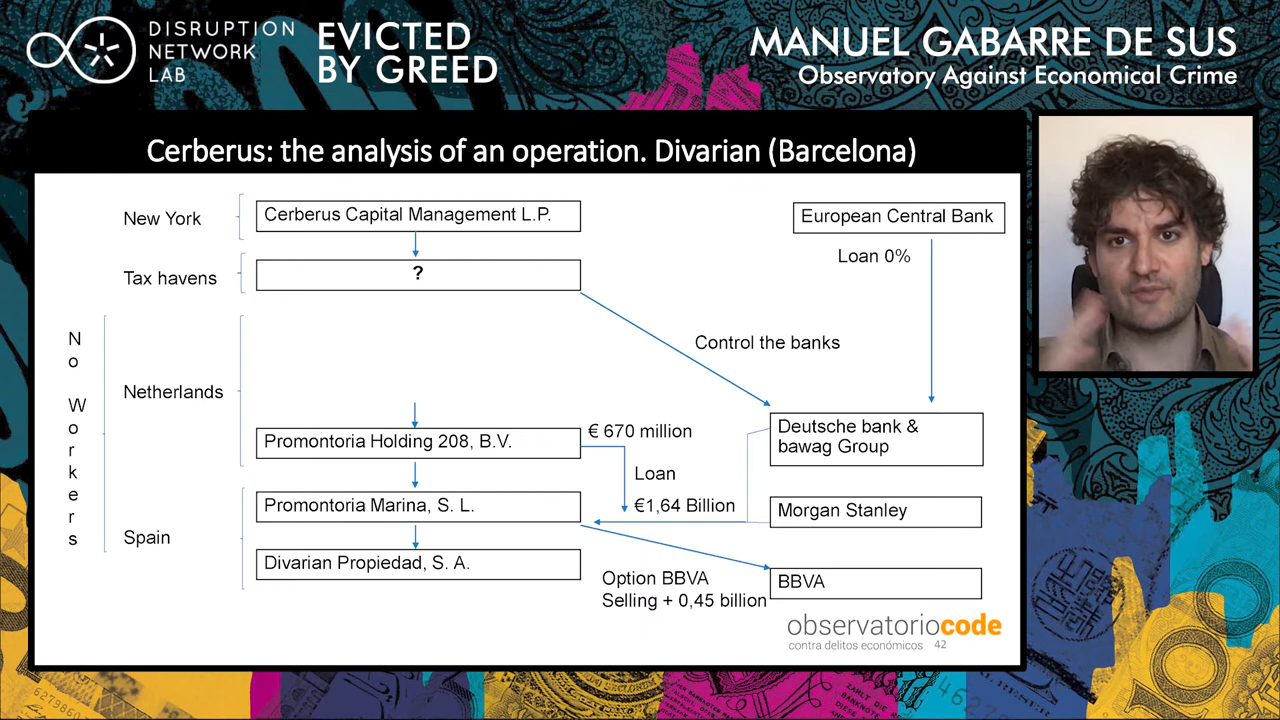 DISRUPTION
NETWORK
LAB
EVICTED
BY GREED
MANUEL GABARRE DE SUS
Observatory Against Economical Crime
Cerberus: the analysis of an operation. Divarian (Barcelona)
New York
Cerberus Capital Management L.P.
European Central Bank
Loan 0%
Tax havens
?
Control the banks
No Workers
Netherlands
Promontoria Holding 208, B.V.
€ 670 million
Deutsche bank &
bawag Group
Loan
€1,64 Billion
Promontoria Marina, S. L.
Morgan Stanley
Spain
Divarian Propiedad, S. A.
Option BBVA
Selling + 0,45 billion
BBVA
observatoriocode
contra delitos económicos
42